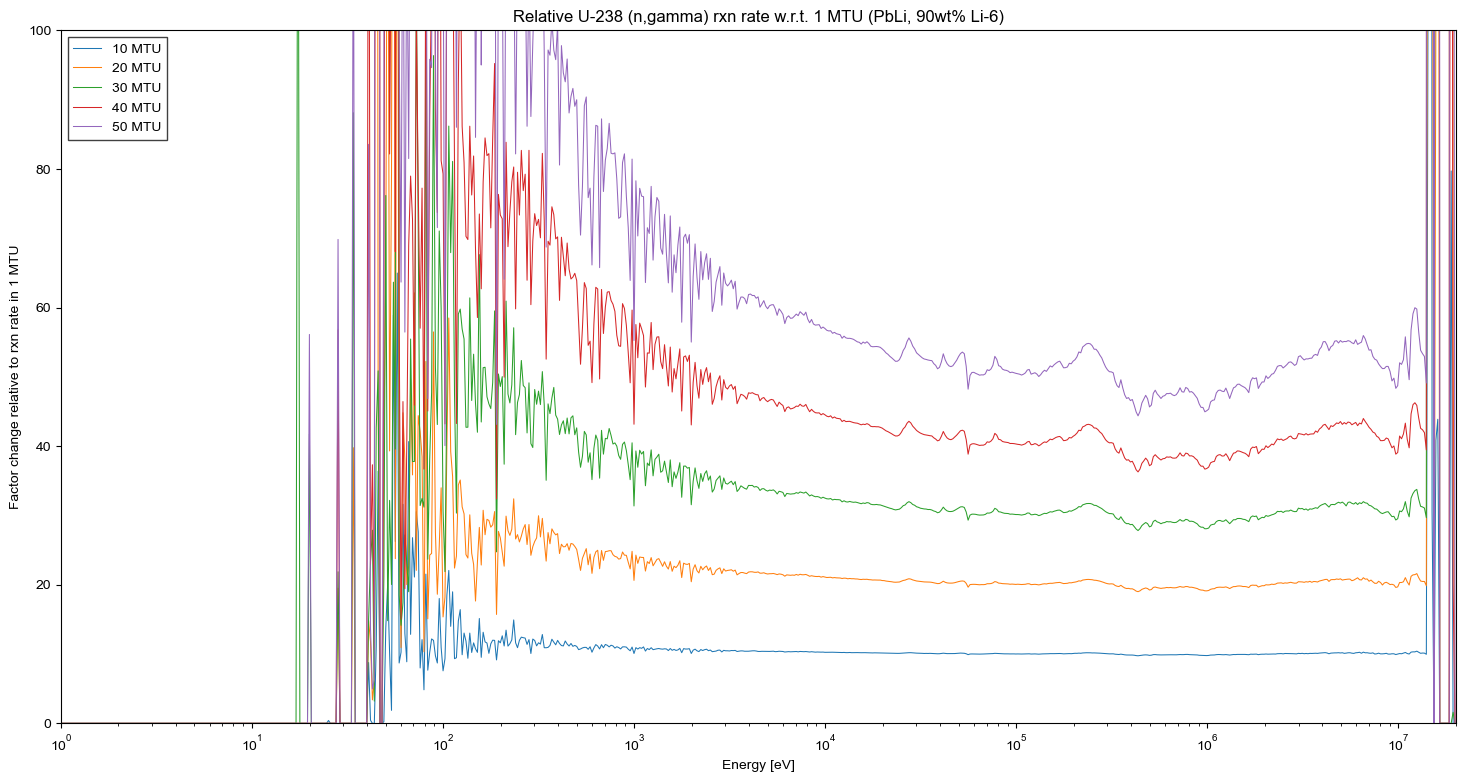 Relative U-238 (n,gamma) rxn rate w.r.t. 1 MTU (PbLi, 90wt% Li-6)
100
80
60
40
20
0
Factor change relative to rxn rate in 1 MTU
10 MTU
20 MTU
30 MTU
40 MTU
50 MTU
10⁰ 10¹ 10² 10³ 10⁴ 10⁵ 10⁶ 10⁷
Energy [eV]